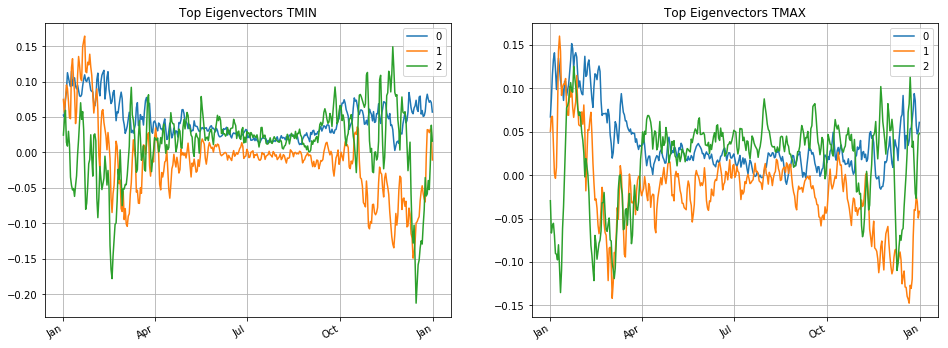 Top Eigenvectors TMIN
0
1
2
0.15
0.10
0.05
0.00
−0.05
−0.10
−0.15
−0.20
Jan
Apr
Jul
Oct
Jan
Top Eigenvectors TMAX
0
1
2
0.15
0.10
0.05
0.00
−0.05
−0.10
−0.15
Jan
Apr
Jul
Oct
Jan